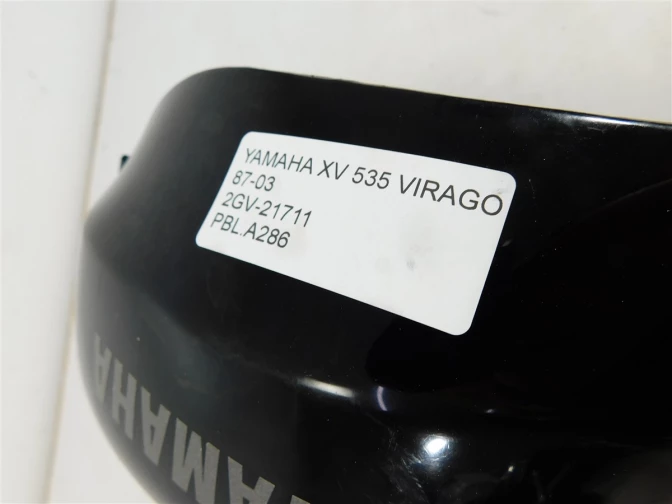 YAMAHA XV 535 VIRAGO
87-03
2GV-21711
PBL.A286
YAMAHA